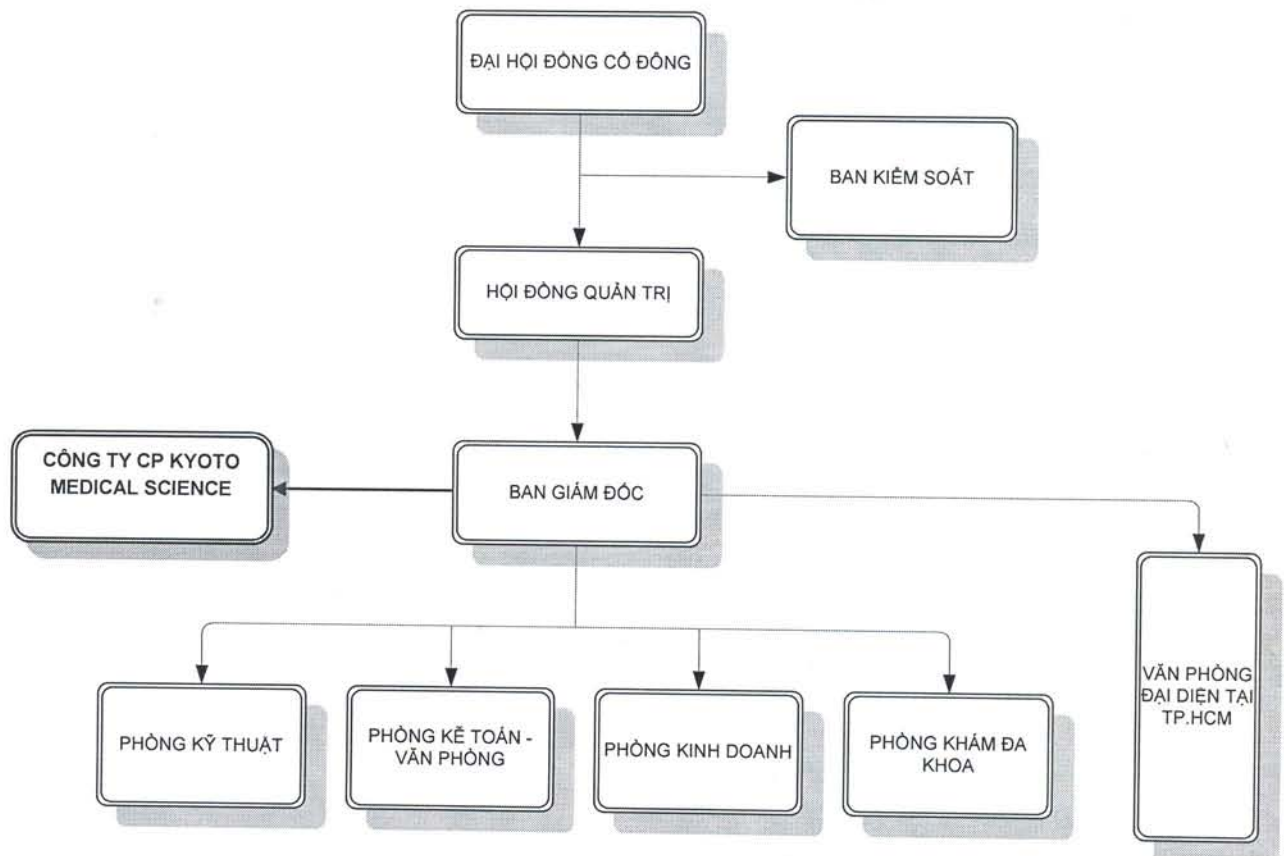 ĐẠI HỘI ĐỒNG CỔ ĐÔNG
BAN KIỂM SOÁT
HỘI ĐỒNG QUẢN TRỊ
CÔNG TY CP KYOTO
MEDICAL SCIENCE
BAN GIÁM ĐỐC
VĂN PHÒNG
ĐẠI DIỆN TẠI
TP.HCM
PHÒNG KỸ THUẬT
PHÒNG KẾ TOÁN -
VĂN PHÒNG
PHÒNG KINH DOANH
PHÒNG KHÁM ĐA
KHOA